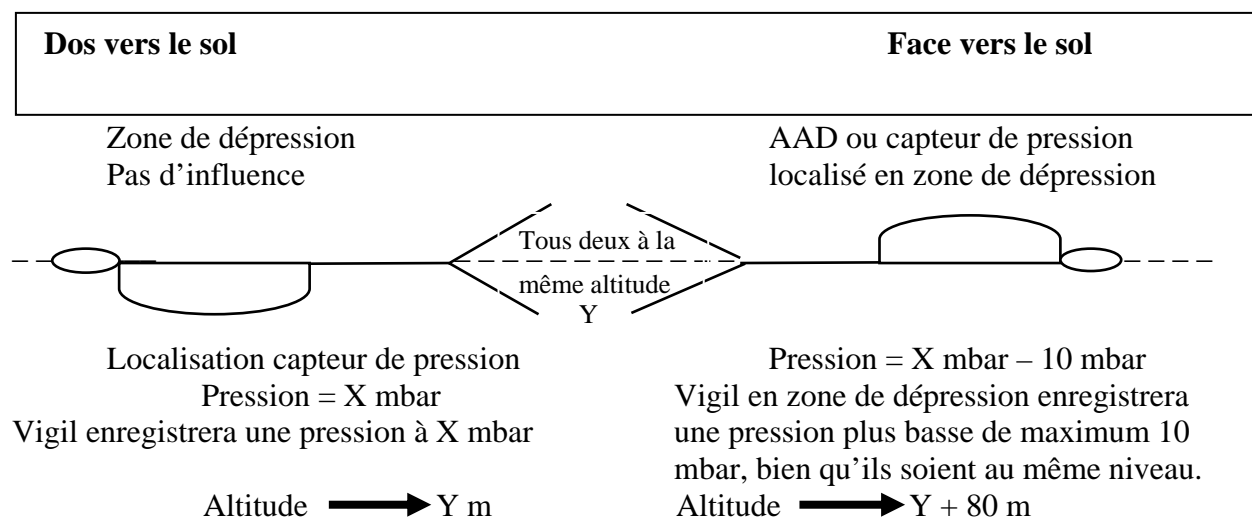 Dos vers le sol
Face vers le sol
Zone de dépression
Pas d’influence
AAD ou capteur de pression
localisé en zone de dépression
Tous deux à la
même altitude
Y
Localisation capteur de pression
Pression = X mbar
Vigil enregistrera une pression à X mbar
Altitude Y m
Pression = X mbar – 10 mbar
Vigil en zone de dépression enregistrera
une pression plus basse de maximum 10
mbar, bien qu’ils soient au même niveau.
Altitude Y + 80 m